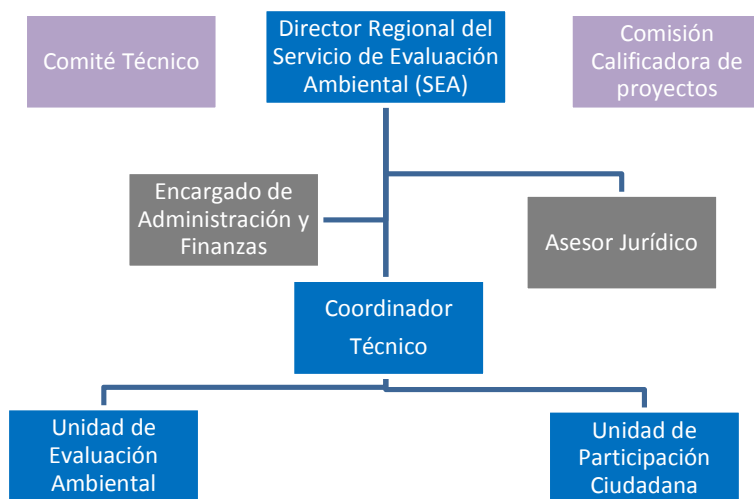 Comité Técnico
Director Regional del
Servicio de Evaluación
Ambiental (SEA)
Comisión
Calificadora de
proyectos
Encargado de
Administración y
Finanzas
Asesor Jurídico
Coordinador
Técnico
Unidad de
Evaluación
Ambiental
Unidad de
Participación
Ciudadana